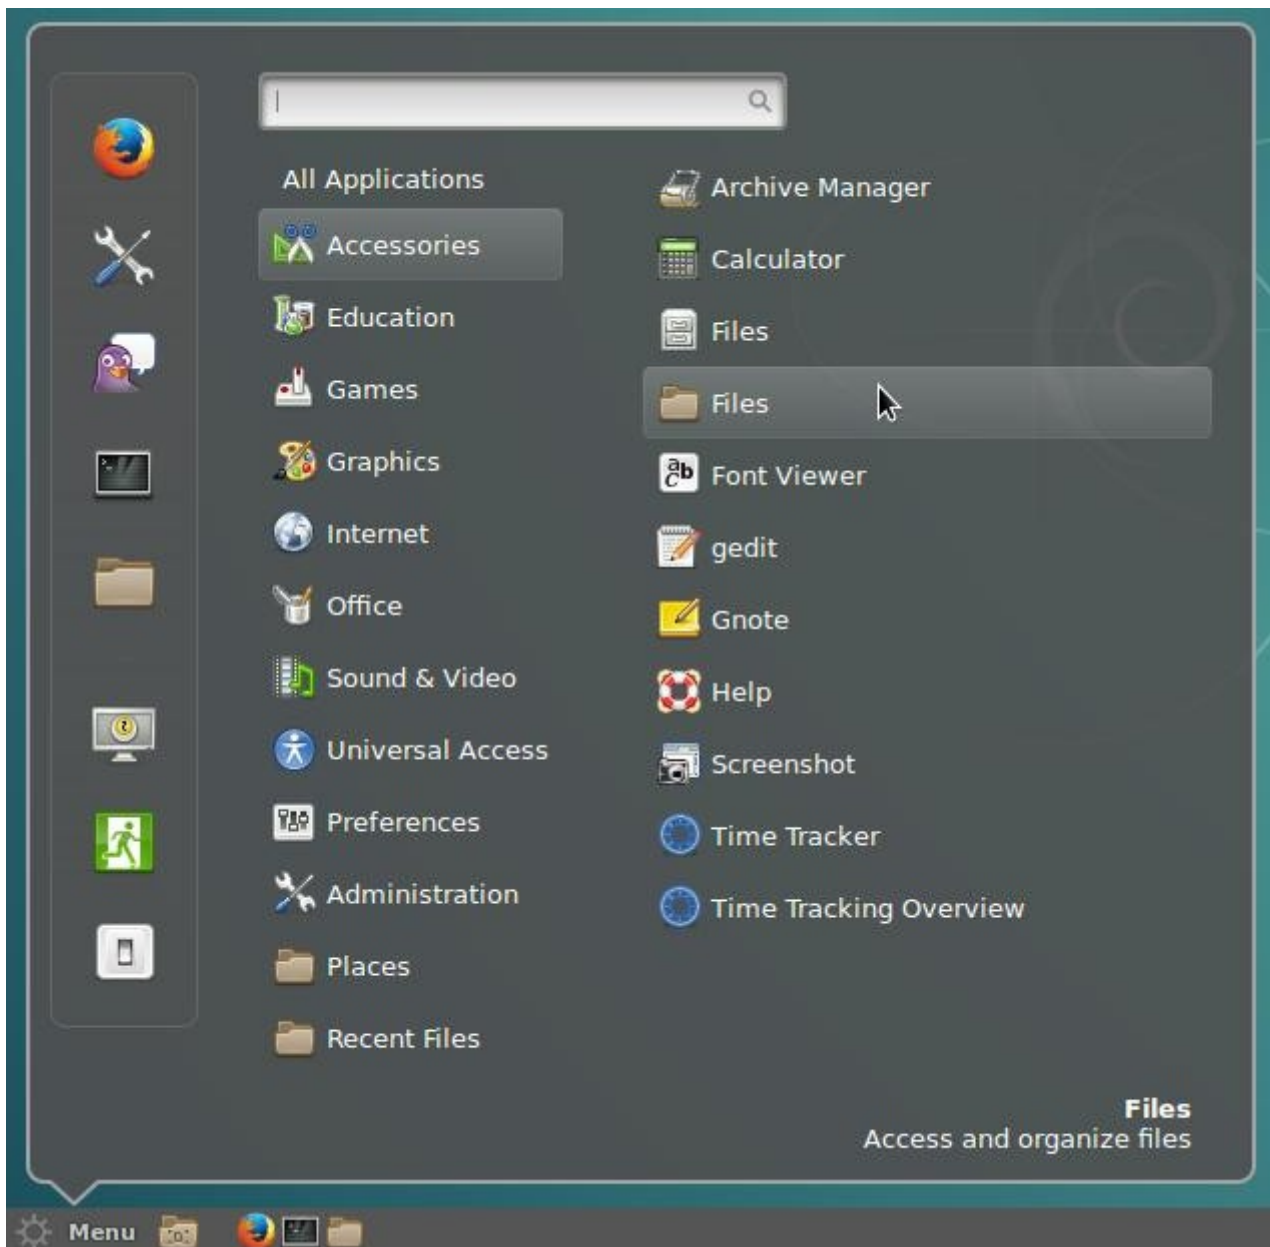 All Applications
Accessories
Education
Games
Graphics
Internet
Office
Sound & Video
Universal Access
Preferences
Administration
Places
Recent Files
Archive Manager
Calculator
Files
Files
Font Viewer
gedit
Gnote
Help
Screenshot
Time Tracker
Time Tracking Overview
Files
Access and organize files
Menu